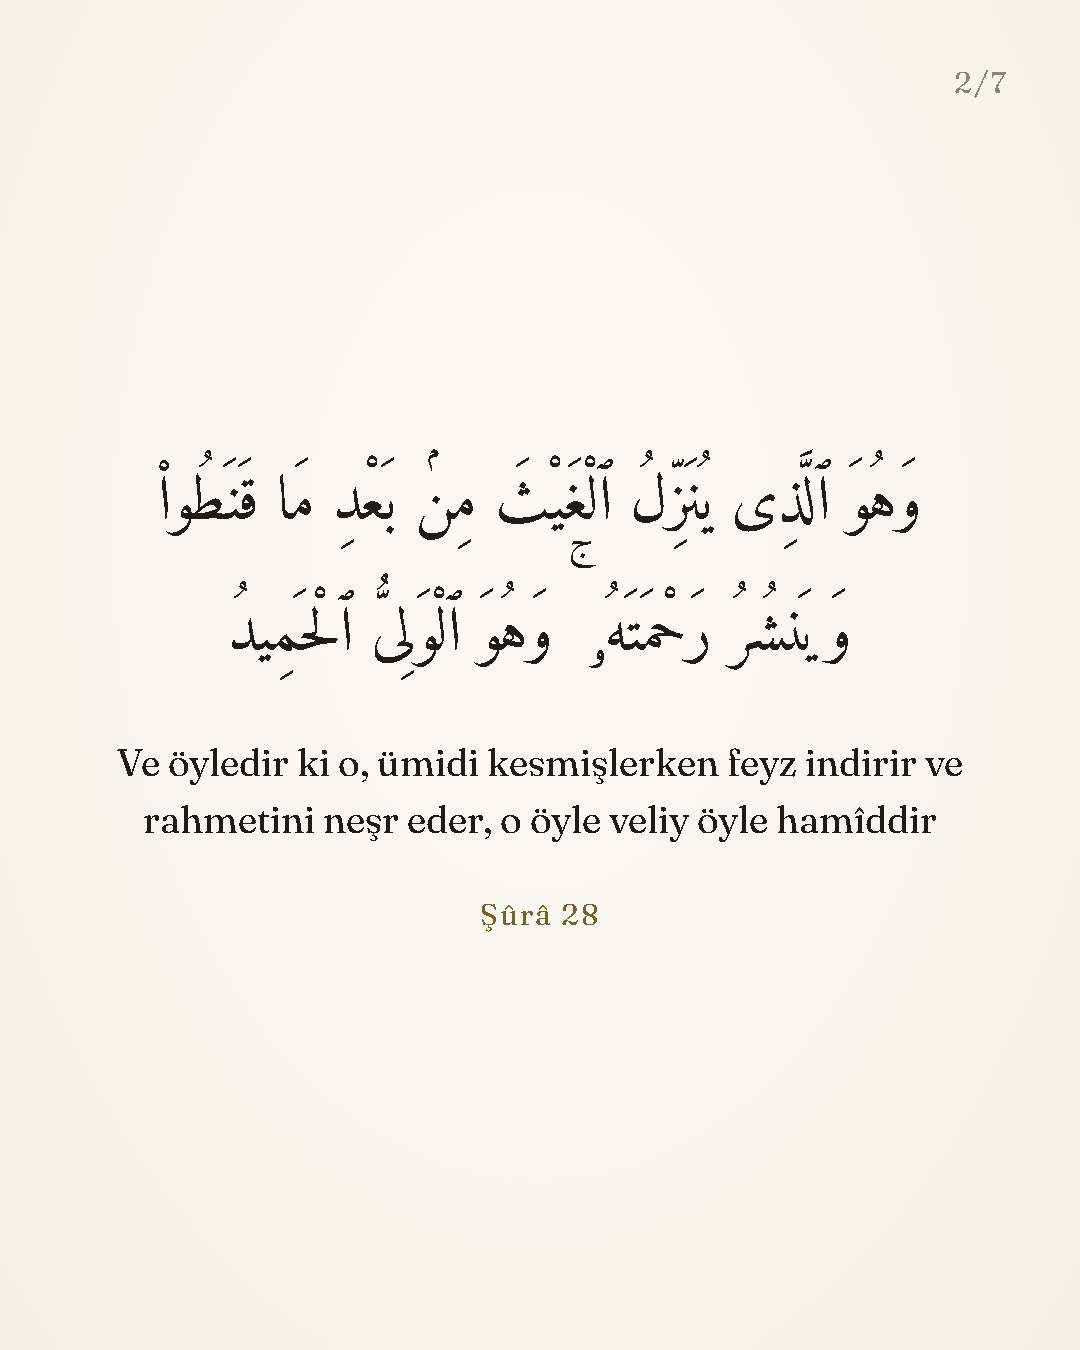 2/7
وَهُوَ ٱلَّذِى يُنَزِّلُ ٱلْغَيْثَ مِنۢ بَعْدِ مَا قَنَطُوا۟
وَيَنشُرُ رَحْمَتَهُۥ ۚ وَهُوَ ٱلْوَلِىُّ ٱلْحَمِيدُ
Ve öyledir ki o, ümidi kesmişlerken feyz indirir ve
rahmetini neşr eder, o öyle veliy öyle hamîddir
Şûrâ 28